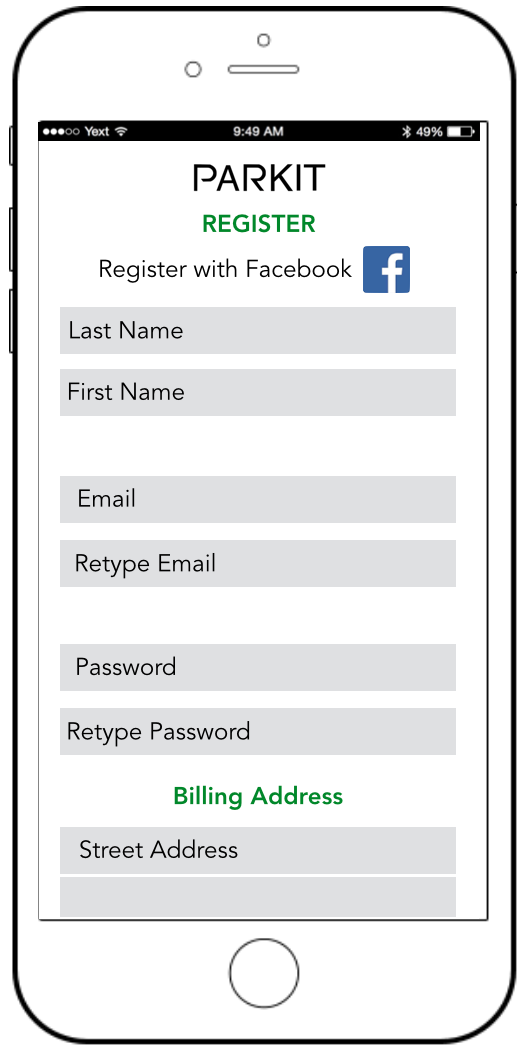 Yext 9:49 AM 49%
PARKIT
REGISTER
Register with Facebook f
Last Name
First Name
Email
Retype Email
Password
Retype Password
Billing Address
Street Address